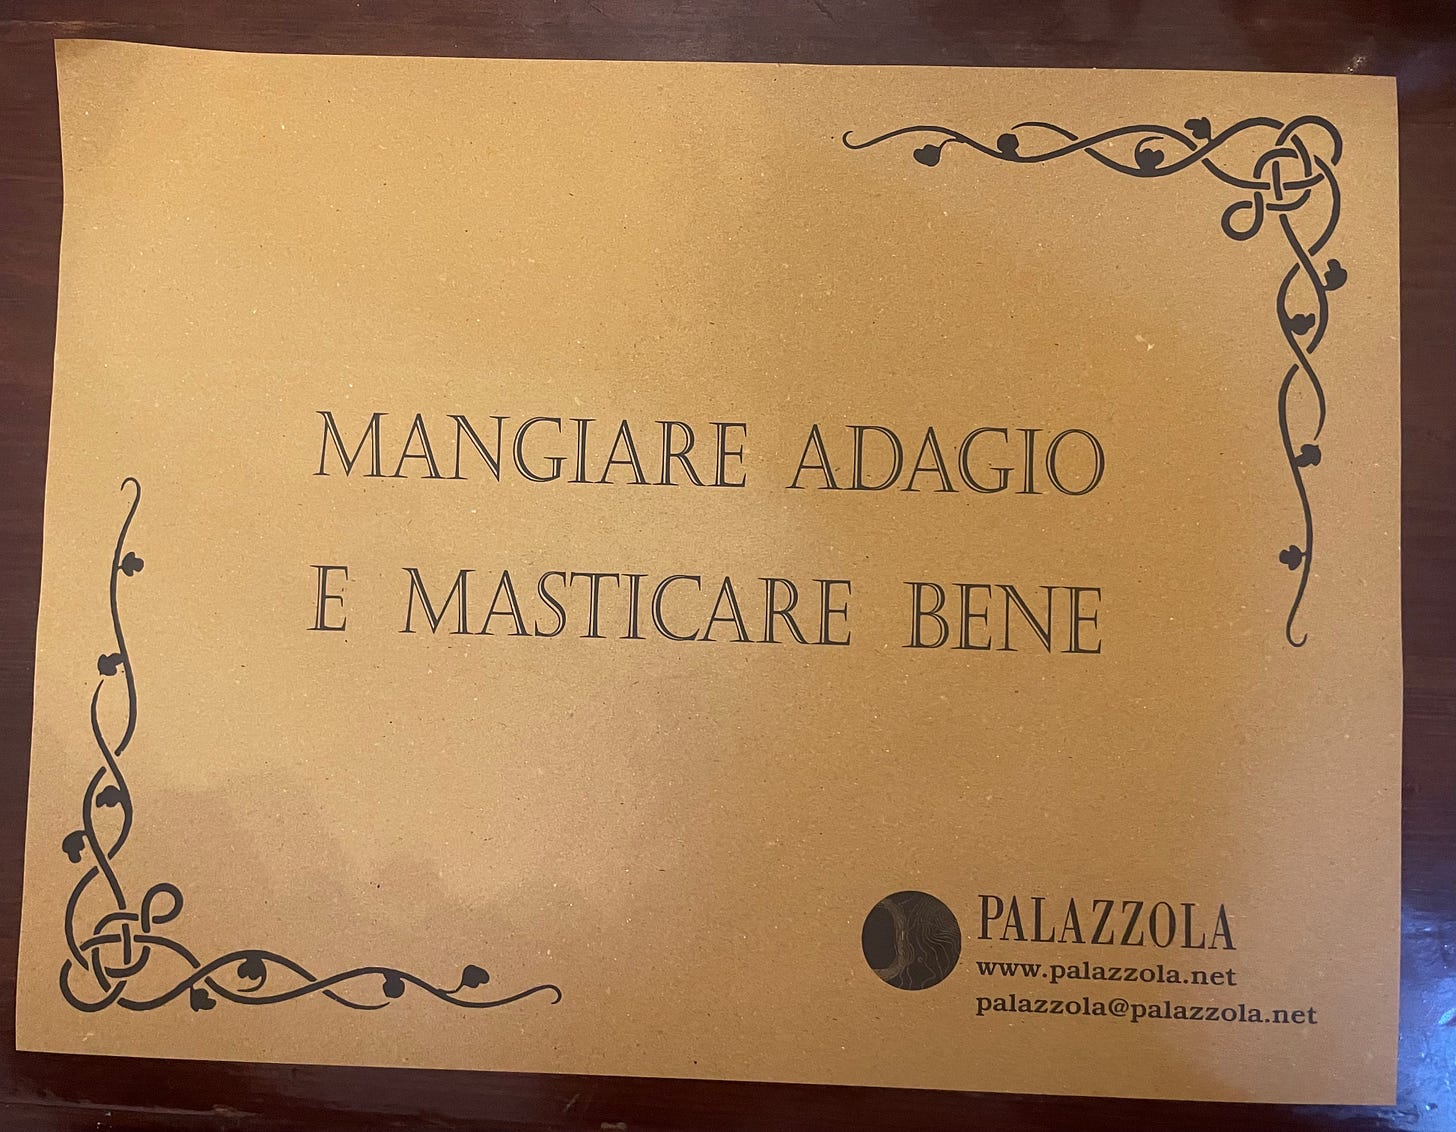 MANGIARE ADAGIO
E MASTICARE BENE
PALAZZOLA
www.palazzola.net
palazzola@palazzola.net